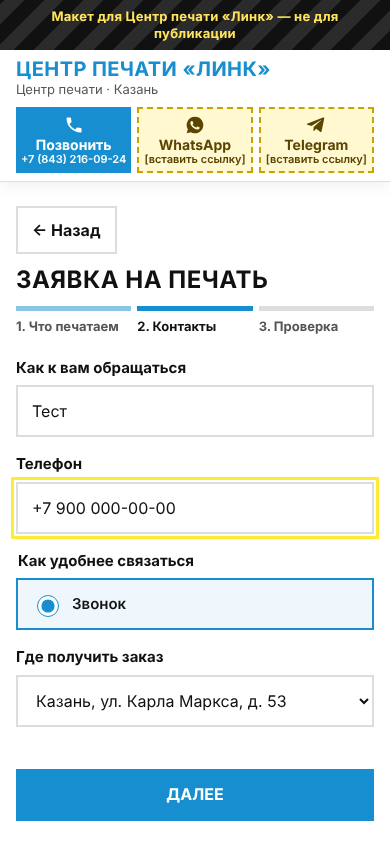 Макет для Центр печати «Линк» — не для
публикации
ЦЕНТР ПЕЧАТИ «ЛИНК»
Центр печати · Казань
Позвонить
+7 (843) 216-09-24
WhatsApp
[вставить ссылку]
Telegram
[вставить ссылку]
← Назад
ЗАЯВКА НА ПЕЧАТЬ
1. Что печатаем
2. Контакты
3. Проверка
Как к вам обращаться
Тест
Телефон
+7 900 000-00-00
Как удобнее связаться
Звонок
Где получить заказ
Казань, ул. Карла Маркса, д. 53
ДАЛЕЕ